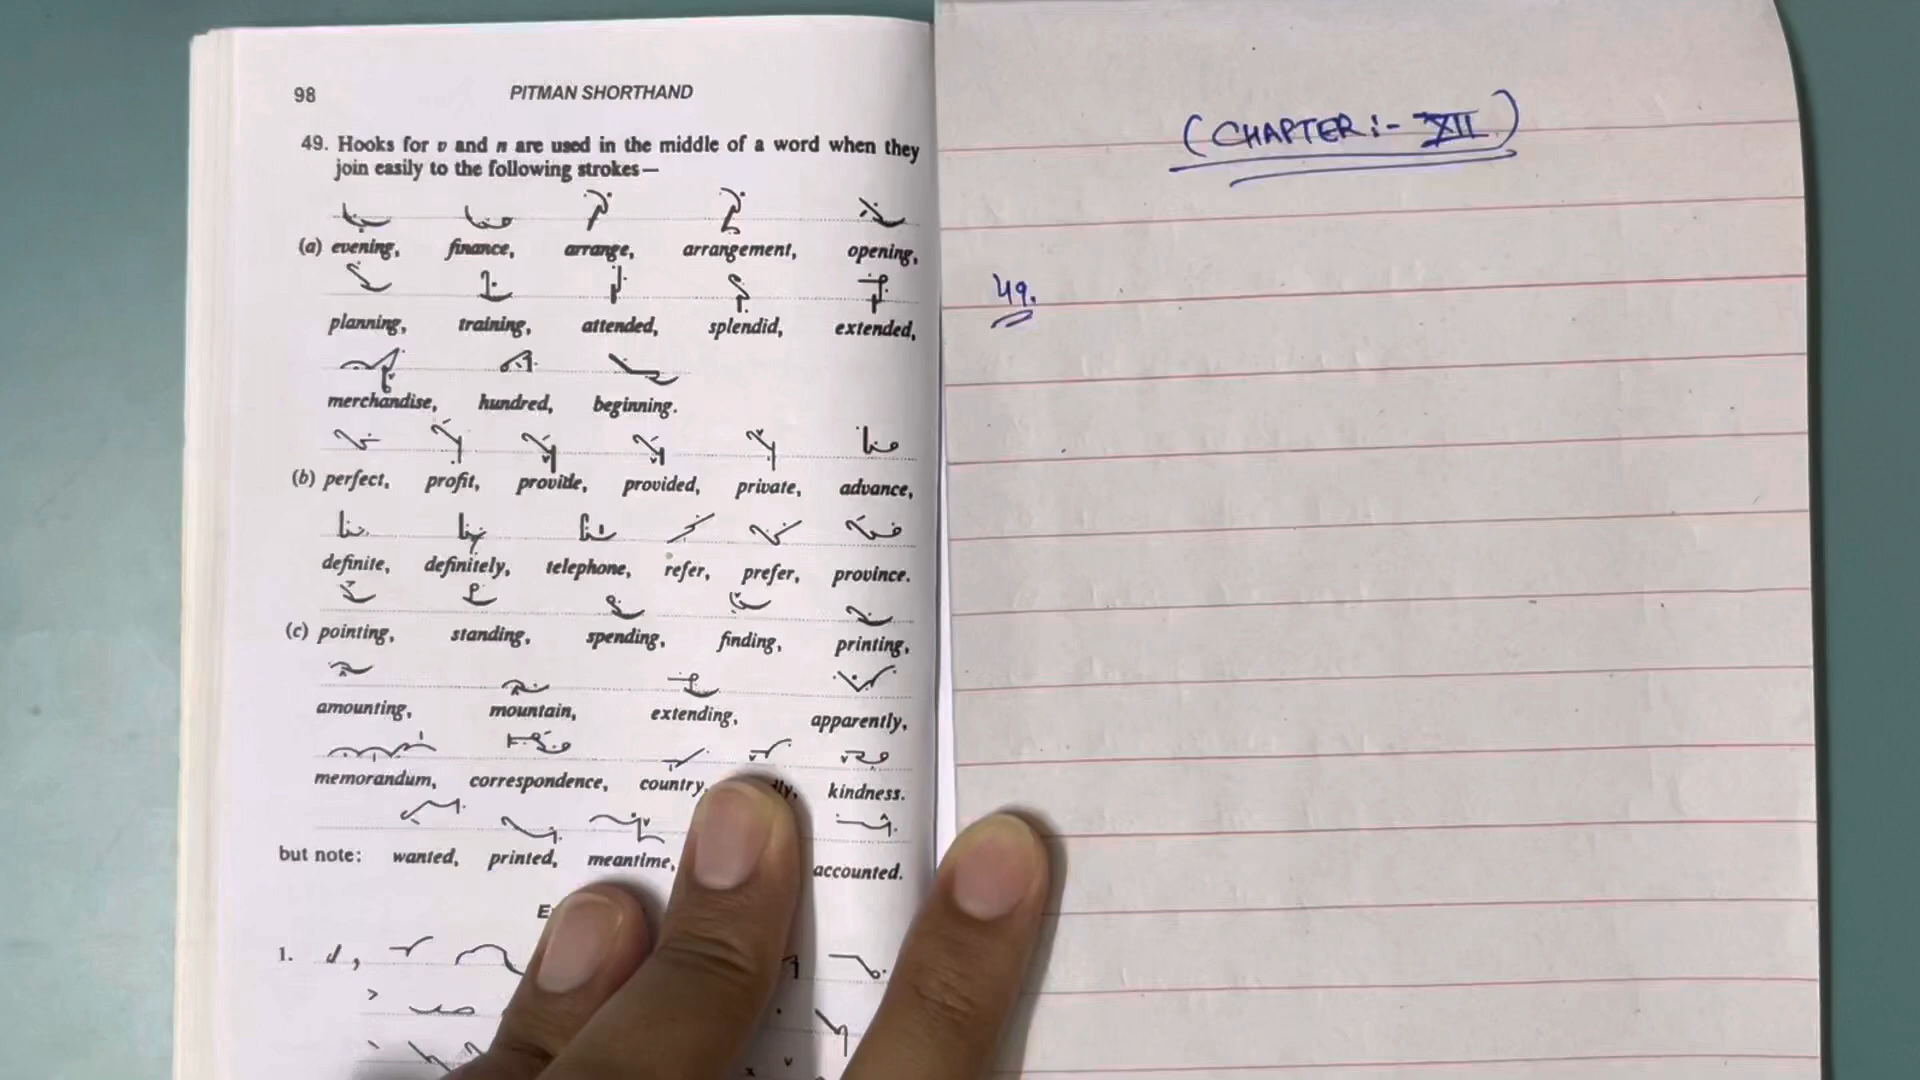 98 PITMAN SHORTHAND
49. Hooks for v and n are used in the middle of a word when they
join easily to the following strokes—
(a) evening, finance, arrange, arrangement, opening,
planning, training, attended, splendid, extended,
merchandise, hundred, beginning.
(b) perfect, profit, provide, provided, private, advance,
definite, definitely, telephone, refer, prefer, province.
(c) pointing, standing, spending, finding, printing,
amounting, mountain, extending, apparently,
memorandum, correspondence, country, kindness.
but note: wanted, printed, meantime, accounted.
1.
(CHAPTER:- XII)
49.